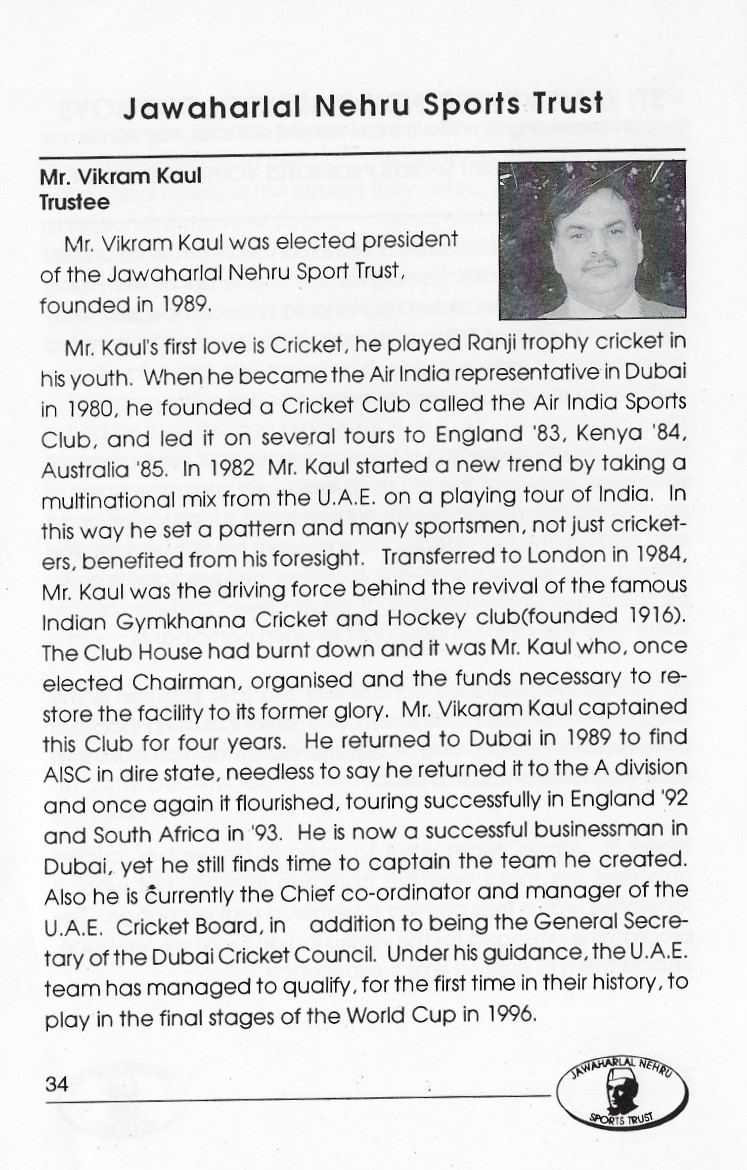 Jawaharlal Nehru Sports Trust
Mr. Vikram Kaul
Trustee
Mr. Vikram Kaul was elected president
of the Jawaharlal Nehru Sport Trust,
founded in 1989.
Mr. Kaul's first love is Cricket, he played Ranji trophy cricket in
his youth. When he became the Air India representative in Dubai
in 1980, he founded a Cricket Club called the Air India Sports
Club, and led it on several tours to England '83, Kenya '84,
Australia '85. In 1982 Mr. Kaul started a new trend by taking a
multinational mix from the U.A.E. on a playing tour of India. In
this way he set a pattern and many sportsmen, not just cricket-
ers, benefited from his foresight. Transferred to London in 1984,
Mr. Kaul was the driving force behind the revival of the famous
Indian Gymkhanna Cricket and Hockey club(founded 1916).
The Club House had burnt down and it was Mr. Kaul who, once
elected Chairman, organised and the funds necessary to re-
store the facility to its former glory. Mr. Vikaram Kaul captained
this Club for four years. He returned to Dubai in 1989 to find
AISC in dire state, needless to say he returned it to the A division
and once again it flourished, touring successfully in England '92
and South Africa in '93. He is now a successful businessman in
Dubai, yet he still finds time to captain the team he created.
Also he is currently the Chief co-ordinator and manager of the
U.A.E. Cricket Board, in addition to being the General Secre-
tary of the Dubai Cricket Council. Under his guidance, the U.A.E.
team has managed to qualify, for the first time in their history, to
play in the final stages of the World Cup in 1996.
34
JAWAHARLAL NEHRU
SPORTS TRUST